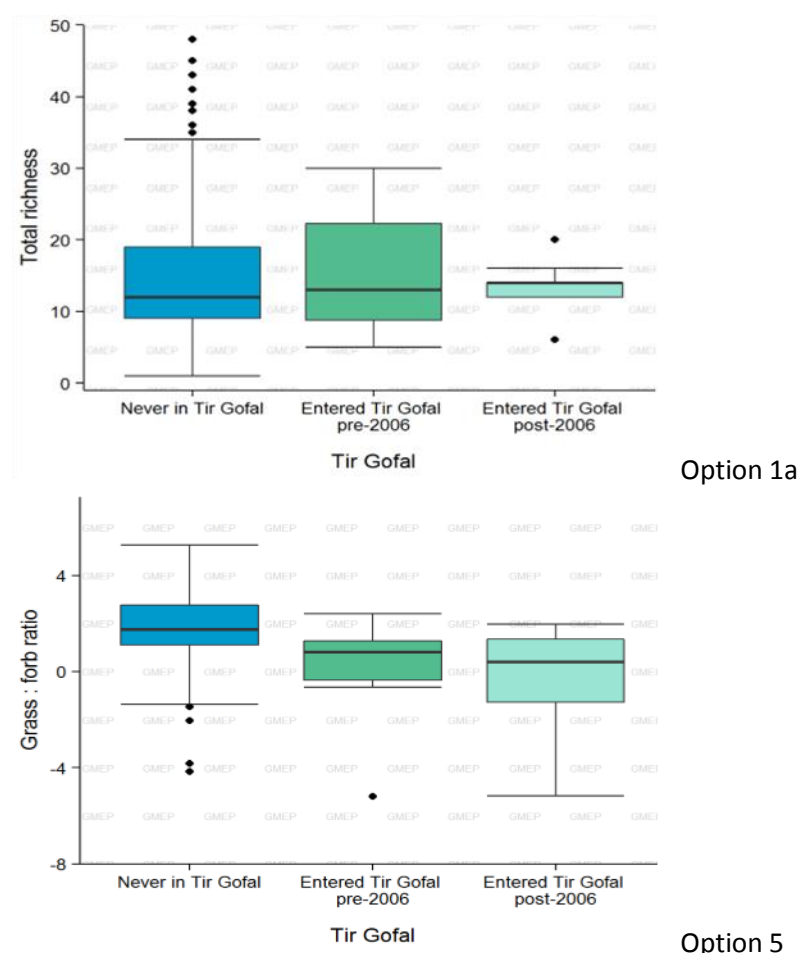 50
40
30
20
10
0
Total richness
Never in Tir Gofal Entered Tir Gofal Entered Tir Gofal
pre-2006 post-2006
Tir Gofal
Option 1a
4
0
-4
-8
Grass : forb ratio
Never in Tir Gofal Entered Tir Gofal Entered Tir Gofal
pre-2006 post-2006
Tir Gofal
Option 5
GMEP